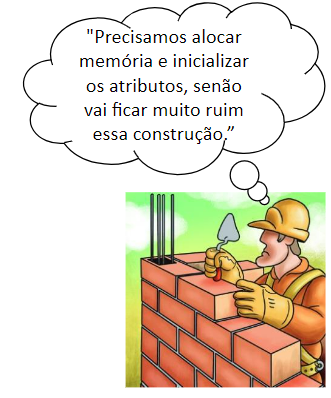 "Precisamos alocar
memória e inicializar
os atributos, senão
vai ficar muito ruim
essa construção.”